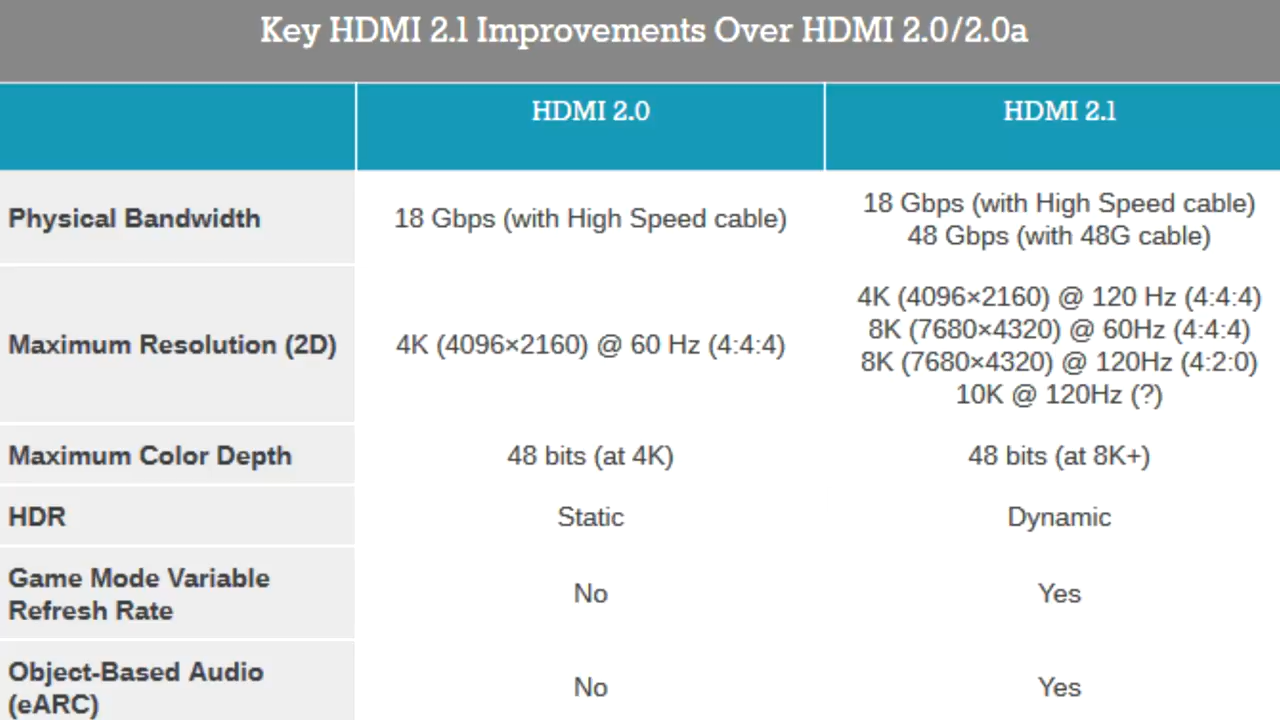 Key HDMI 2.1 Improvements Over HDMI 2.0/2.0a
HDMI 2.0
HDMI 2.1
Physical Bandwidth
18 Gbps (with High Speed cable)
18 Gbps (with High Speed cable)
48 Gbps (with 48G cable)
Maximum Resolution (2D)
4K (4096×2160) @ 60 Hz (4:4:4)
4K (4096×2160) @ 120 Hz (4:4:4)
8K (7680×4320) @ 60Hz (4:4:4)
8K (7680×4320) @ 120Hz (4:2:0)
10K @ 120Hz (?)
Maximum Color Depth
48 bits (at 4K)
48 bits (at 8K+)
HDR
Static
Dynamic
Game Mode Variable
Refresh Rate
No
Yes
Object-Based Audio
(eARC)
No
Yes